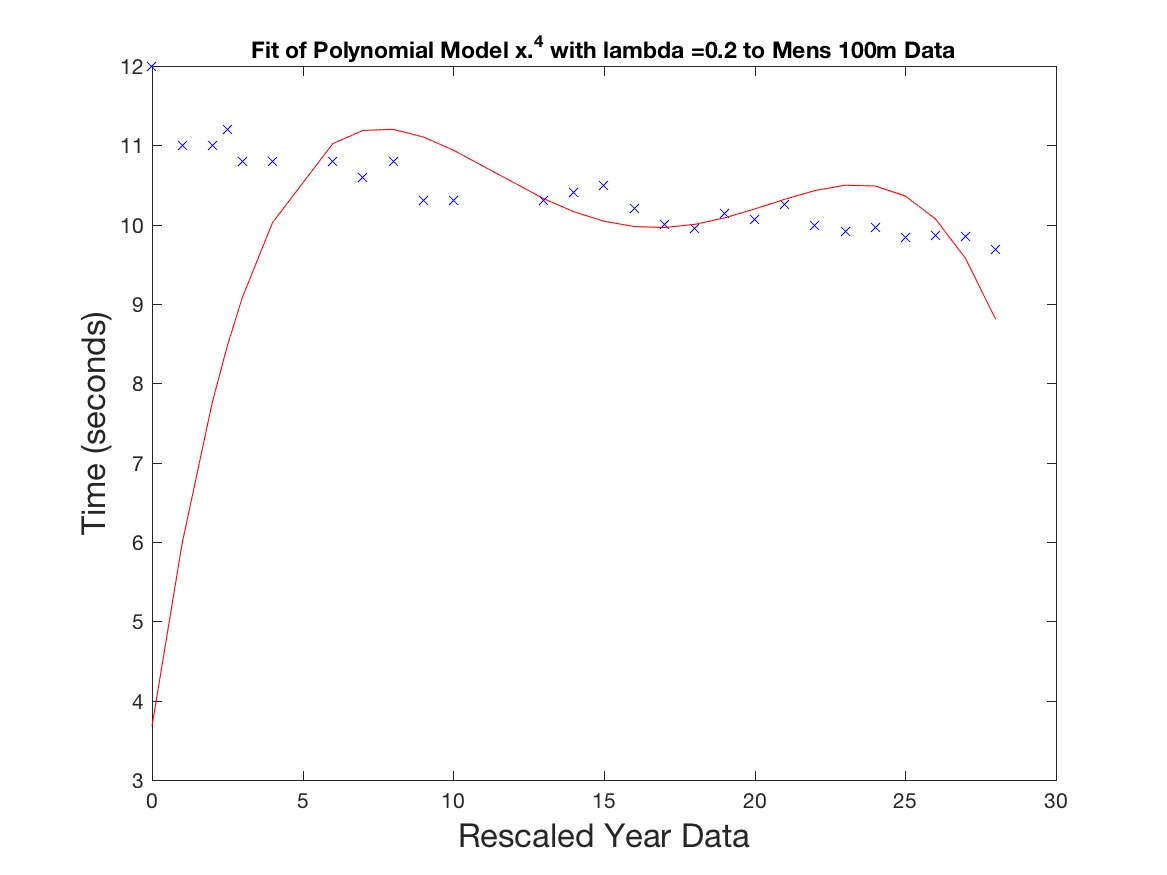 Fit of Polynomial Model x.⁴ with lambda =0.2 to Mens 100m Data
12
11
10
9
8
7
6
5
4
3
Time (seconds)
0 5 10 15 20 25 30
Rescaled Year Data